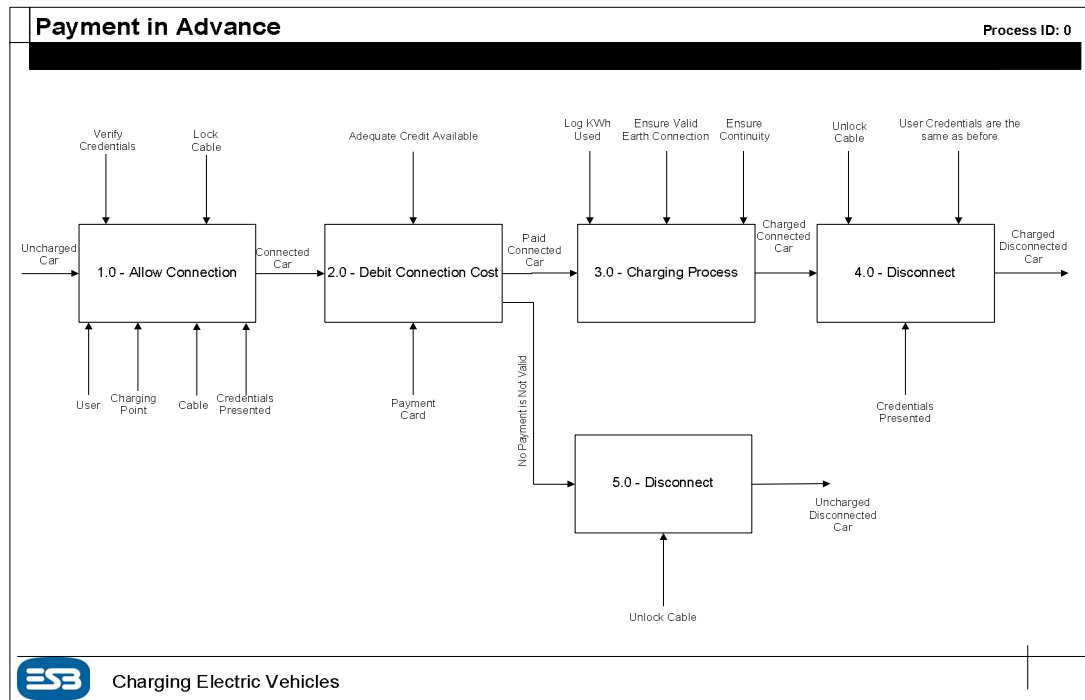 Payment in Advance
Process ID: 0
Verify
Credentials
Lock
Cable
Adequate Credit Available
Log KWh
Used
Ensure Valid
Earth Connection
Ensure
Continuity
Unlock
Cable
User Credentials are the
same as before
Uncharged
Car
1.0 - Allow Connection
Connected
Car
2.0 - Debit Connection Cost
Paid
Connected
Car
3.0 - Charging Process
Charged
Connected
Car
4.0 - Disconnect
Charged
Disconnected
Car
User
Charging
Point
Cable
Credentials
Presented
Payment
Card
No Payment is Not Valid
Credentials
Presented
5.0 - Disconnect
Uncharged
Disconnected
Car
Unlock Cable
ESB
Charging Electric Vehicles